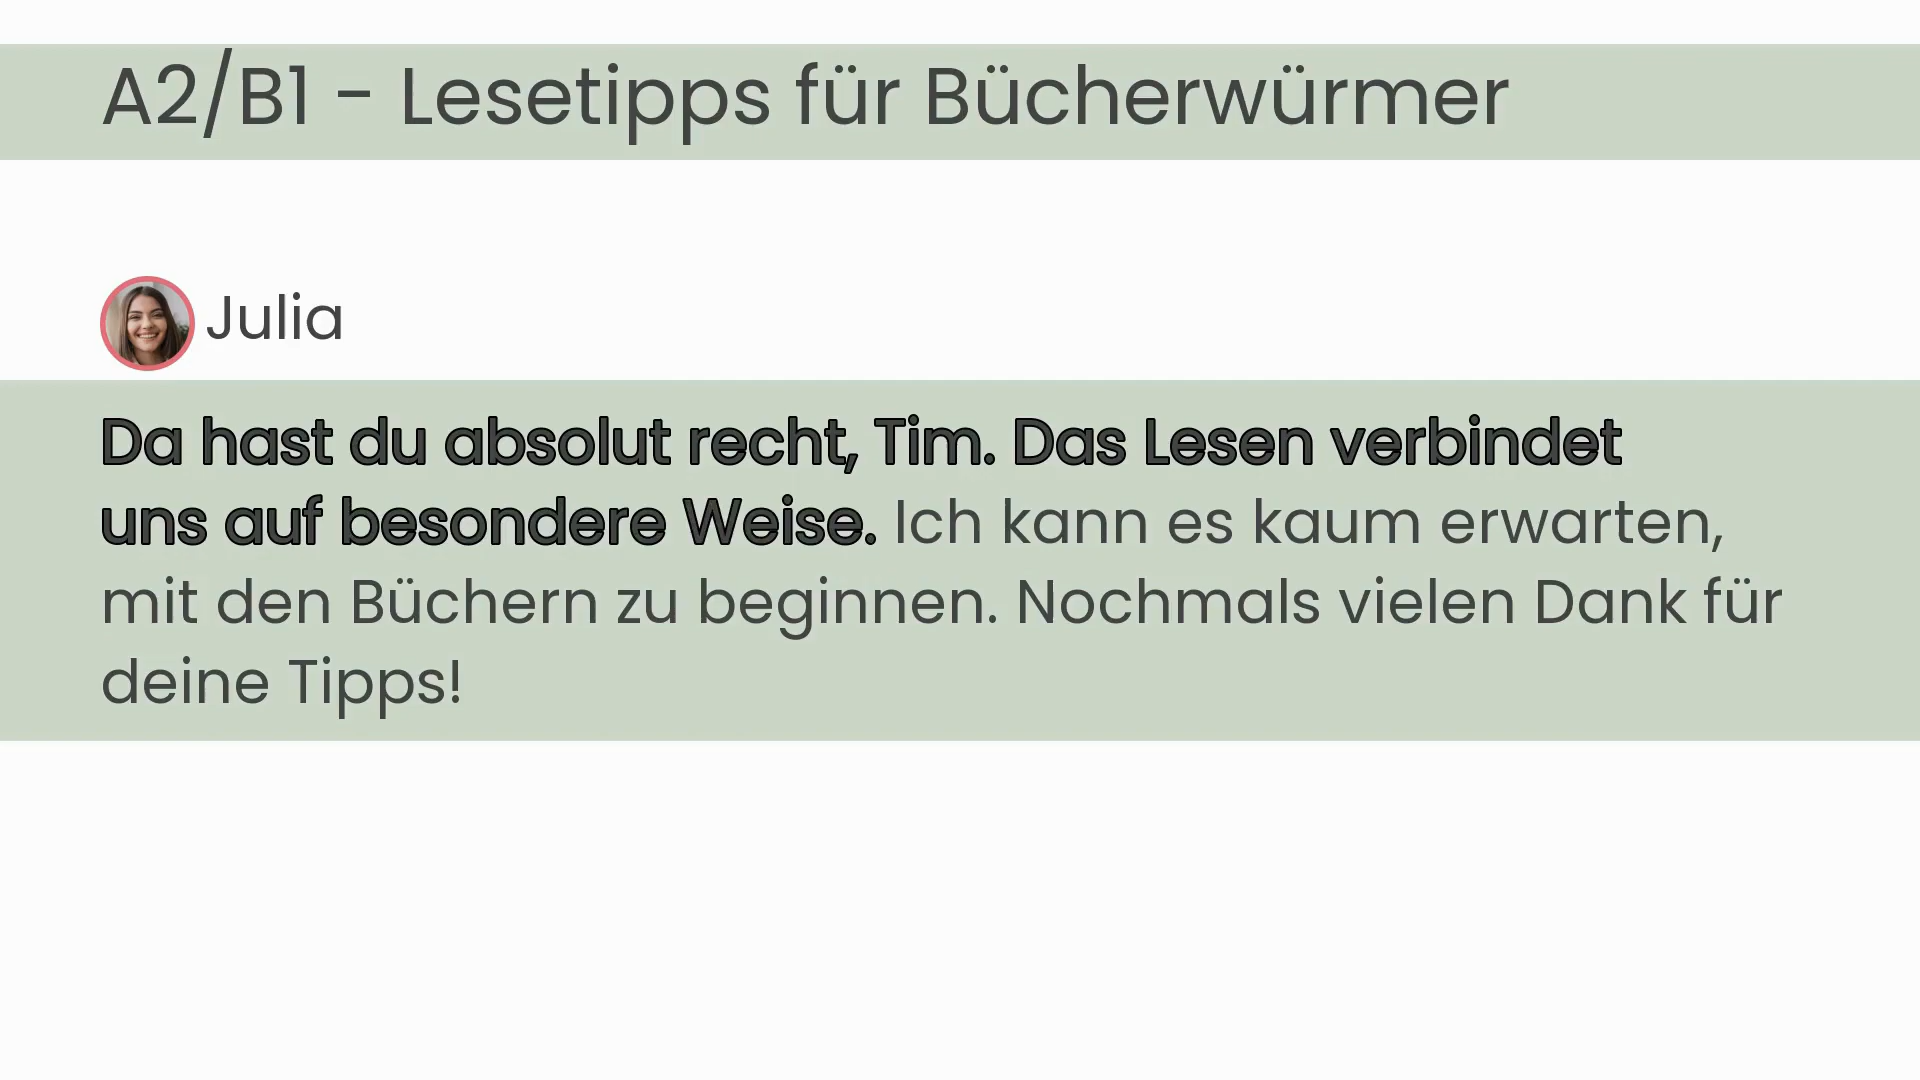 A2/B1 - Lesetipps für Bücherwürmer
Julia
Da hast du absolut recht, Tim. Das Lesen verbindet
uns auf besondere Weise. Ich kann es kaum erwarten,
mit den Büchern zu beginnen. Nochmals vielen Dank für
deine Tipps!